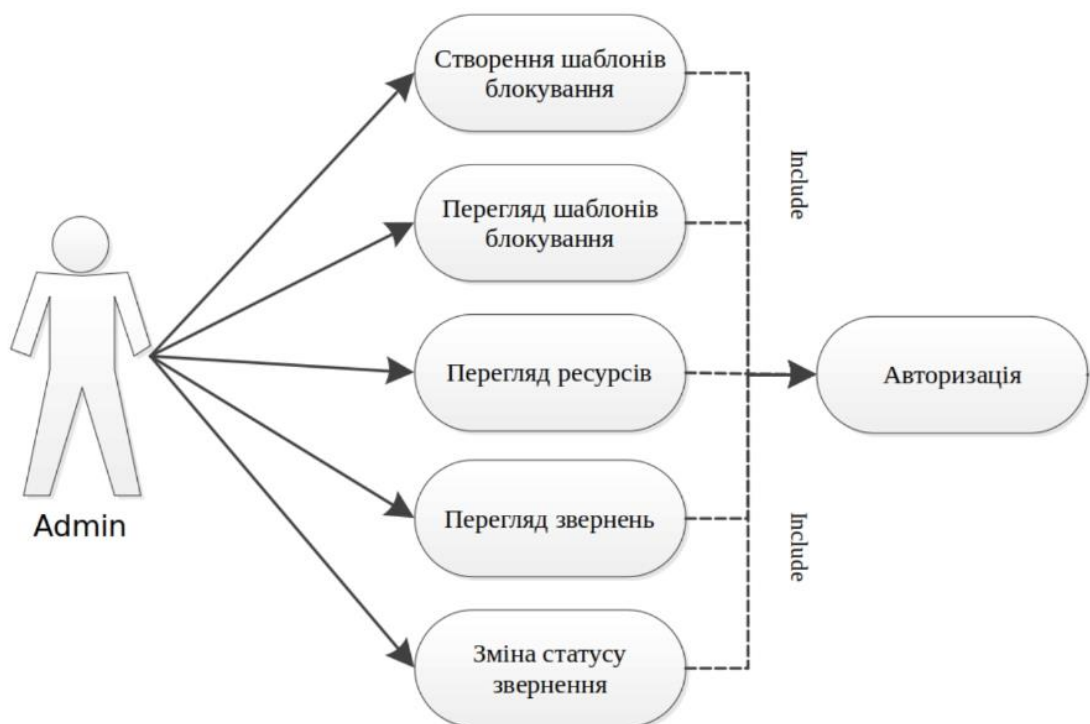 Створення шаблонів
блокування
Include
Перегляд шаблонів
блокування
Перегляд ресурсів
Авторизація
Перегляд звернень
Include
Admin
Зміна статусу
звернення